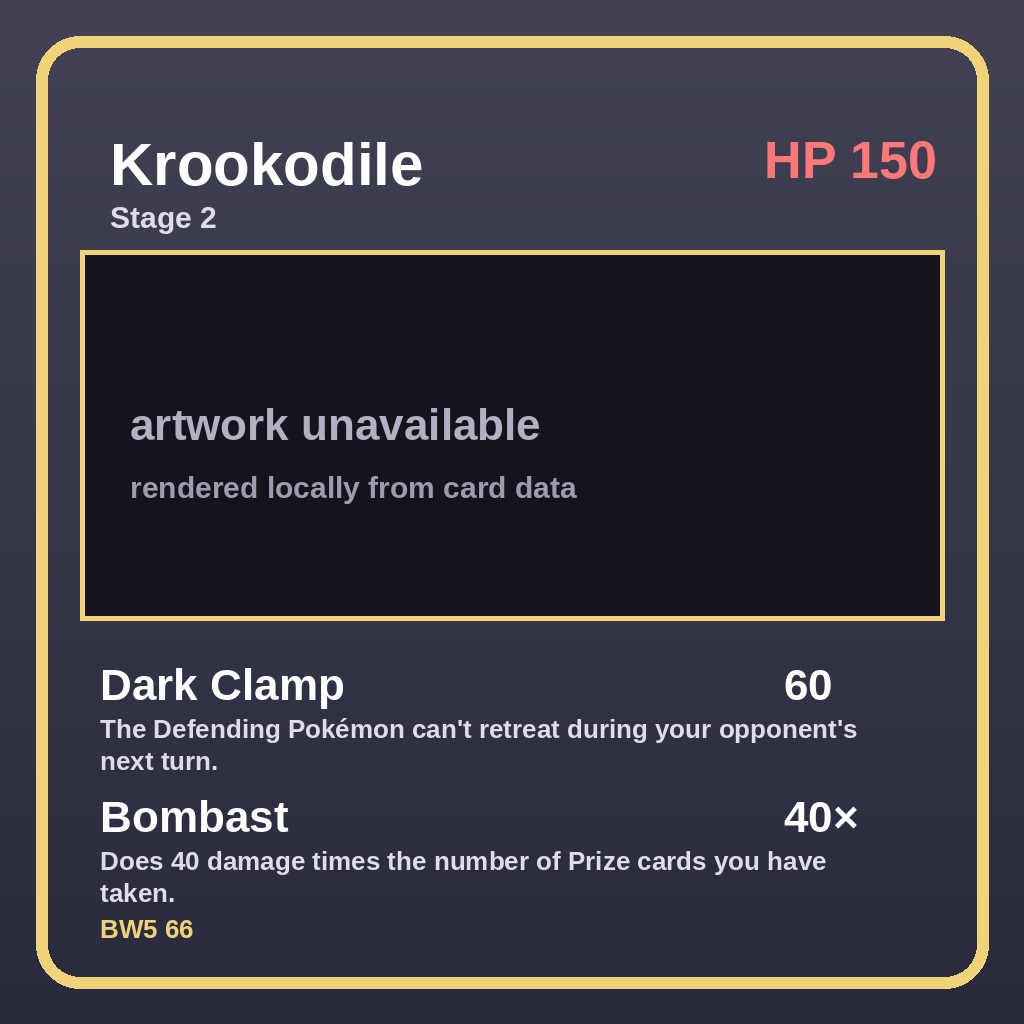 Krookodile
HP 150
Stage 2
artwork unavailable
rendered locally from card data
Dark Clamp
60
The Defending Pokémon can't retreat during your opponent's
next turn.
Bombast
40×
Does 40 damage times the number of Prize cards you have
taken.
BW5 66